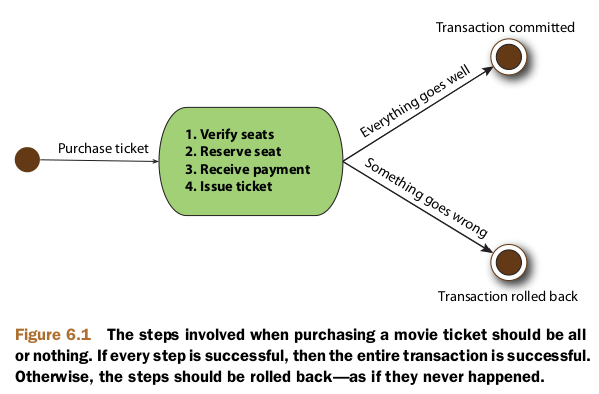 Transaction committed
Everything goes well
Purchase ticket
1. Verify seats
2. Reserve seat
3. Receive payment
4. Issue ticket
Something goes wrong
Transaction rolled back
Figure 6.1 The steps involved when purchasing a movie ticket should be all
or nothing. If every step is successful, then the entire transaction is successful.
Otherwise, the steps should be rolled back—as if they never happened.